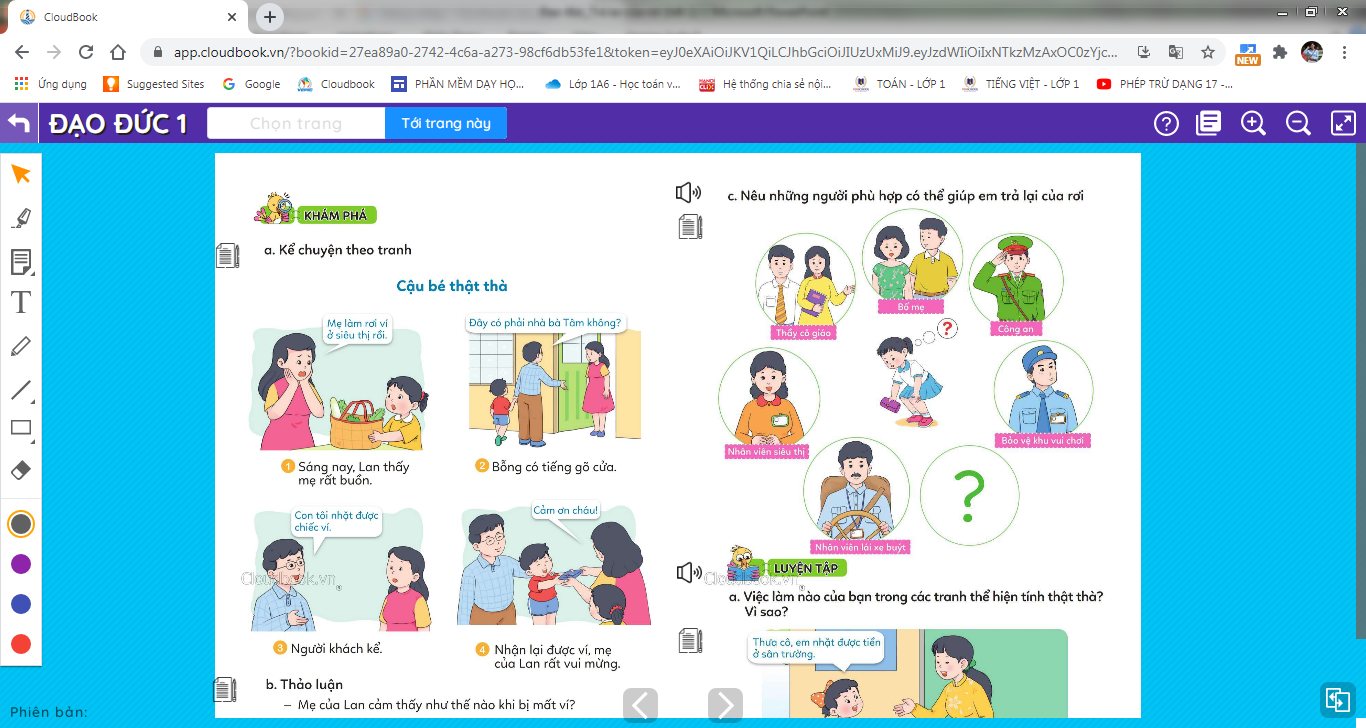 CloudBook
app.cloudbook.vn/?bookid=27ea89a0-2742-4c6a-a273-98cf6db53fe1&token=eyJ0eXAiOiJKV1QiLCJhbGciOiJIUzUxMiJ9.eyJzdWIiOiIxNTkzMzAxOC0zYjc...
NEW
Ứng dụng
Suggested Sites
Google
Cloudbook
PHẦN MỀM DẠY HỌ...
Lớp 1A6 - Học toán v...
Hệ thống chia sẻ nội...
TOÁN - LỚP 1
TIẾNG VIỆT - LỚP 1
PHÉP TRỪ DẠNG 17 -...
ĐẠO ĐỨC 1
Chọn trang
Tới trang này
KHÁM PHÁ
a. Kể chuyện theo tranh
Cậu bé thật thà
Mẹ làm rơi ví
ở siêu thị rồi.
Đây có phải nhà bà Tâm không?
1 Sáng nay, Lan thấy
mẹ rất buồn.
2 Bỗng có tiếng gõ cửa.
Con tôi nhặt được
chiếc ví.
Cảm ơn cháu!
Cloudbook.vn
3 Người khách kể.
4 Nhận lại được ví, mẹ
của Lan rất vui mừng.
b. Thảo luận
– Mẹ của Lan cảm thấy như thế nào khi bị mất ví?
c. Nêu những người phù hợp có thể giúp em trả lại của rơi
Thầy cô giáo
Bố mẹ
Công an
?
Nhân viên siêu thị
Bảo vệ khu vui chơi
Nhân viên lái xe buýt
?
Cloudbook.vn
LUYỆN TẬP
a. Việc làm nào của bạn trong các tranh thể hiện tính thật thà?
Vì sao?
Thưa cô, em nhặt được tiền
ở sân trường.
T
Phiên bản: